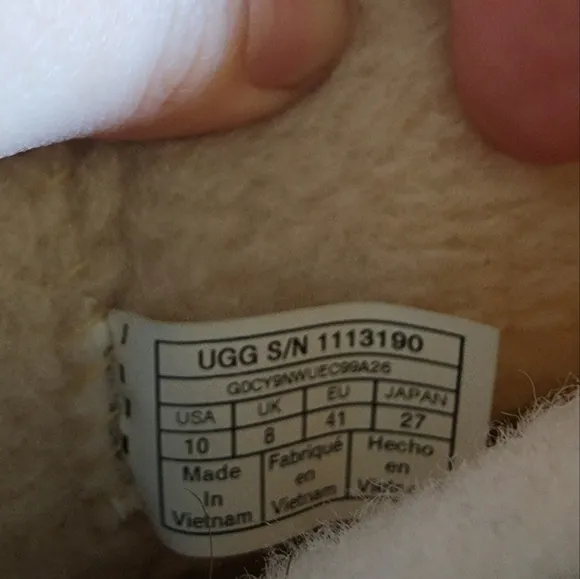 UGG S/N 1113190
G0CY9NWUEC99A26
USA UK EU JAPAN
10 8 41 27
Made In Vietnam
Fabriqué en Vietnam
Hecho en Vietnam